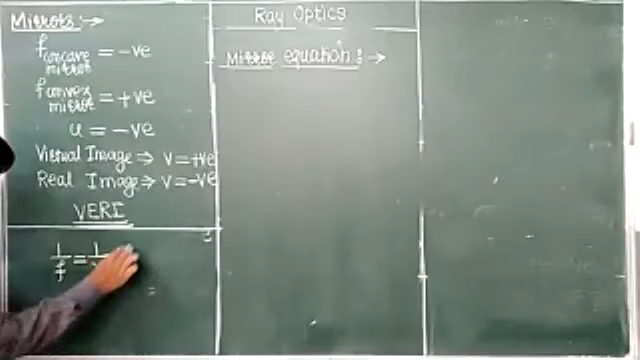 Mirrors :→
f concave mirror = -ve
f convex mirror = +ve
u = -ve
Virtual Image ⇒ V = +ve
Real Image ⇒ V = -ve
VERI
1/f = 1
Ray Optics
Mirror equation : →